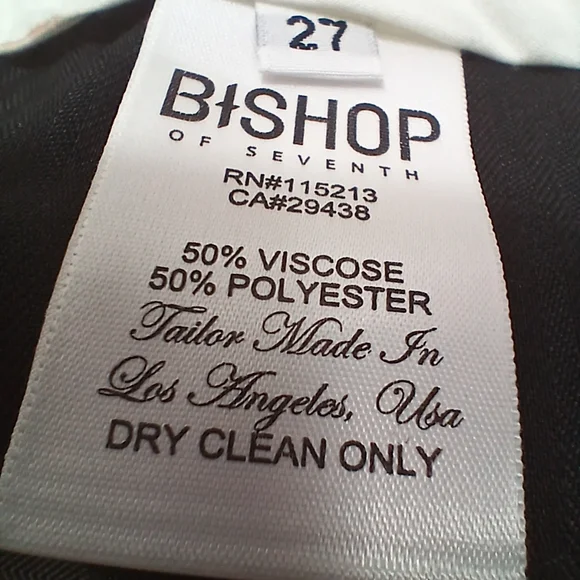 27
BISHOP
OF SEVENTH
RN#115213
CA#29438
50% VISCOSE
50% POLYESTER
Tailor Made In
Los Angeles, Usa
DRY CLEAN ONLY